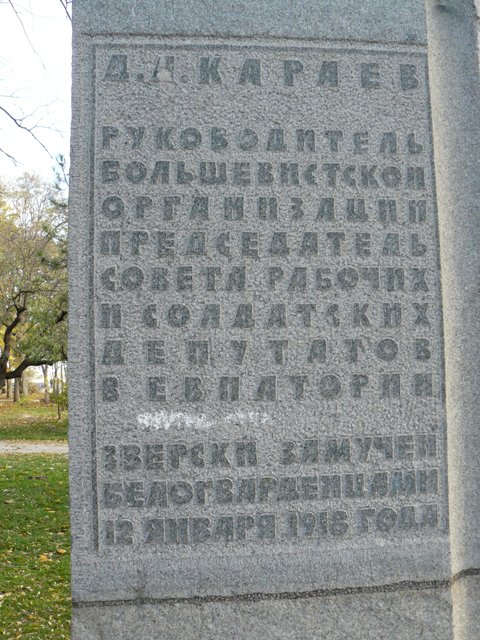 Д.Л.КАРАЕВ
РУКОВОДИТЕЛЬ
БОЛЬШЕВИСТСКОЙ
ОРГАНИЗАЦИИ
ПРЕДСЕДАТЕЛЬ
СОВЕТА РАБОЧИХ
И СОЛДАТСКИХ
ДЕПУТАТОВ
В ЕВПАТОРИИ
ЗВЕРСКИ ЗАМУЧЕН
БЕЛОГВАРДЕЙЦАМИ
12 ЯНВАРЯ 1918 ГОДА